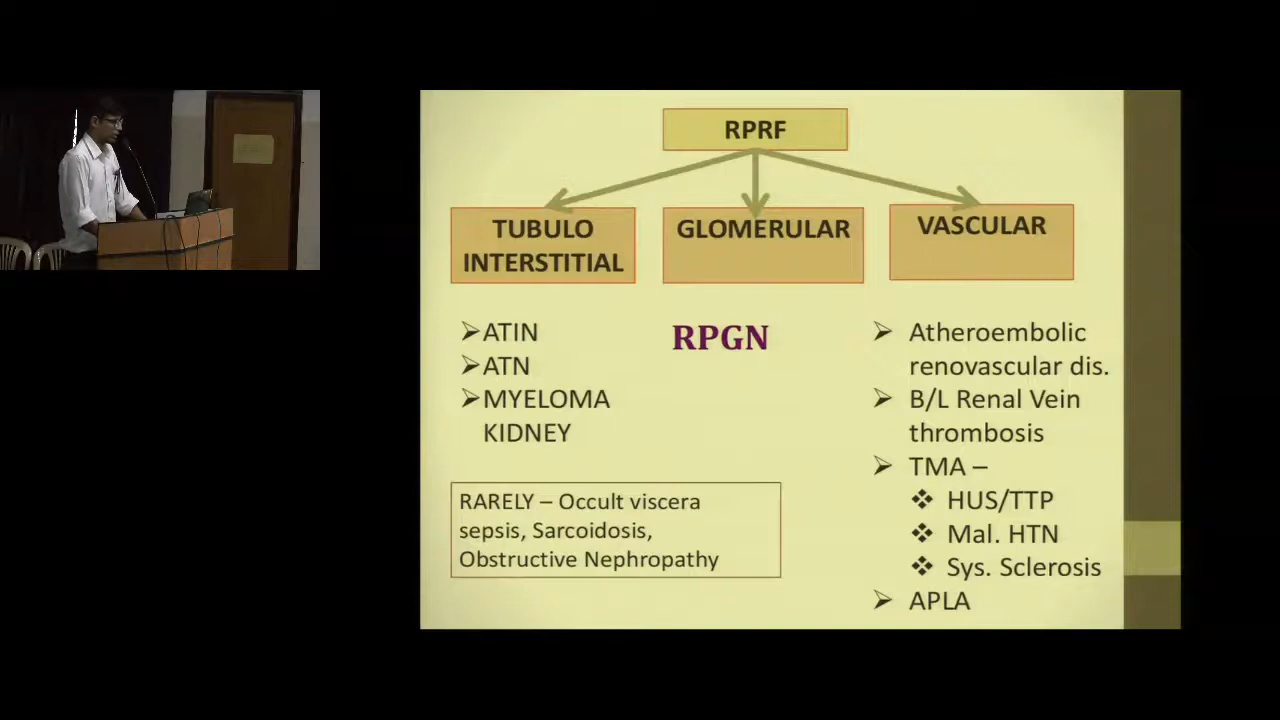 RPRF
TUBULO
INTERSTITIAL
GLOMERULAR
VASCULAR
ATIN
ATN
MYELOMA
KIDNEY
RPGN
Atheroembolic
renovascular dis.
B/L Renal Vein
thrombosis
TMA –
HUS/TTP
Mal. HTN
Sys. Sclerosis
APLA
RARELY – Occult viscera
sepsis, Sarcoidosis,
Obstructive Nephropathy